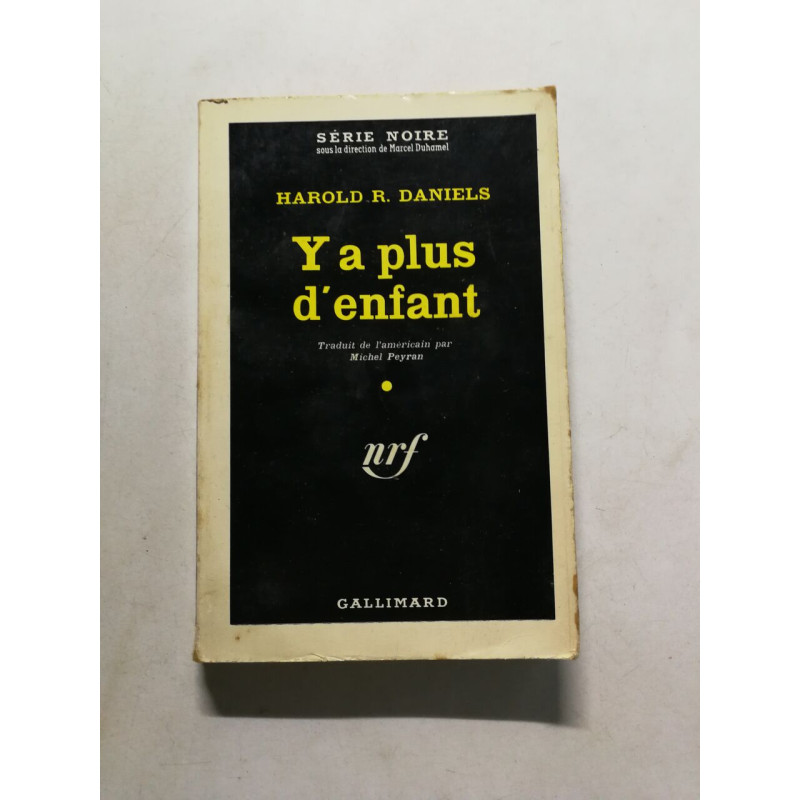 SÉRIE NOIRE
sous la direction de Marcel Duhamel
HAROLD R. DANIELS
Y a plus
d'enfant
Traduit de l'américain par
Michel Peyran
nrf
GALLIMARD